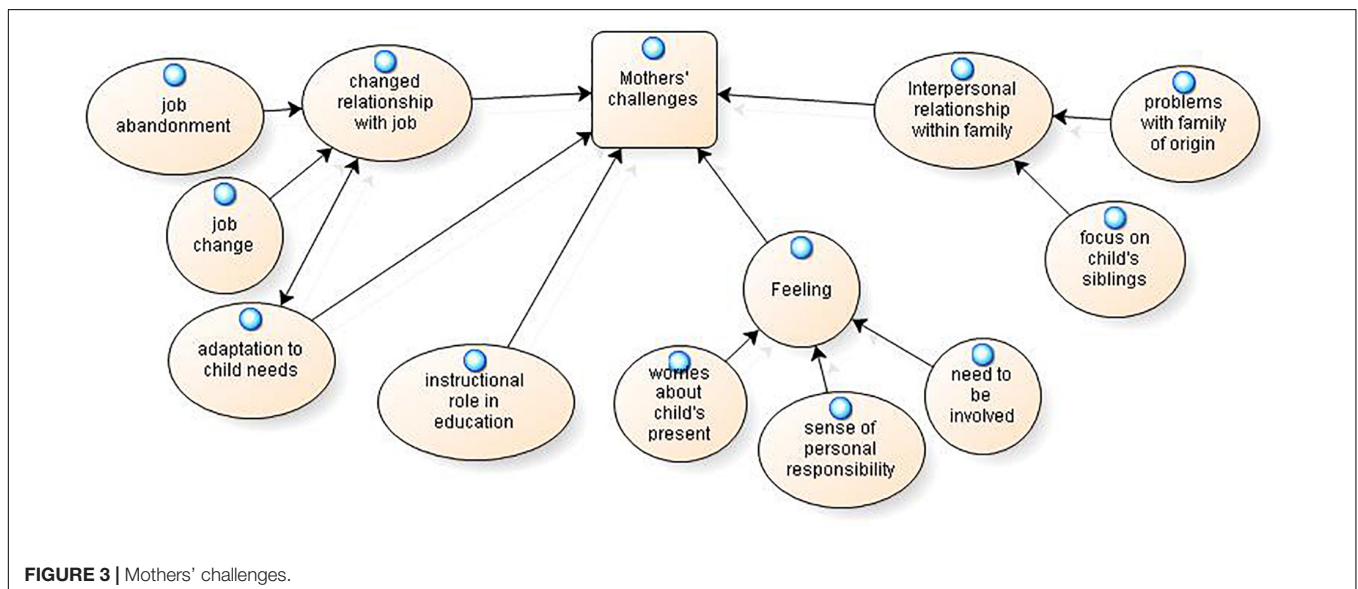 job
abandonment
changed
relationship
with job
Mothers'
challenges
Interpersonal
relationship
within family
problems
with family
of origin
job
change
focus on
child's
siblings
Feeling
adaptation to
child needs
instructional
role in
education
worries
about
child's
present
sense of
personal
responsibility
need to
be
involved
FIGURE 3 | Mothers' challenges.